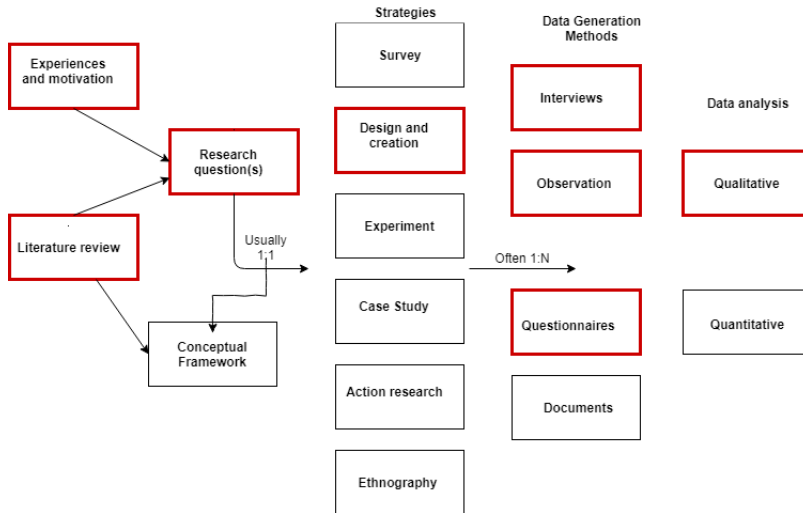 Strategies
Data Generation
Methods
Experiences
and motivation
Survey
Interviews
Data analysis
Design and
creation
Research
question(s)
Observation
Qualitative
Literature review
Usually
1:1
Experiment
Often 1:N
Case Study
Questionnaires
Quantitative
Conceptual
Framework
Action research
Documents
Ethnography